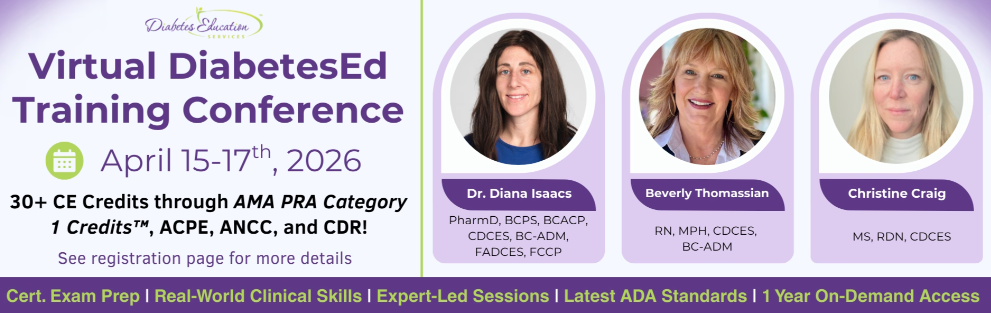 Diabetes Education
SERVICES
Virtual DiabetesEd
Training Conference
April 15-17th, 2026
30+ CE Credits through AMA PRA Category
1 Credits™, ACPE, ANCC, and CDR!
See registration page for more details
Dr. Diana Isaacs
PharmD, BCPS, BCACP,
CDCES, BC-ADM,
FADCES, FCCP
Beverly Thomassian
RN, MPH, CDCES,
BC-ADM
Christine Craig
MS, RDN, CDCES
Cert. Exam Prep | Real-World Clinical Skills | Expert-Led Sessions | Latest ADA Standards | 1 Year On-Demand Access